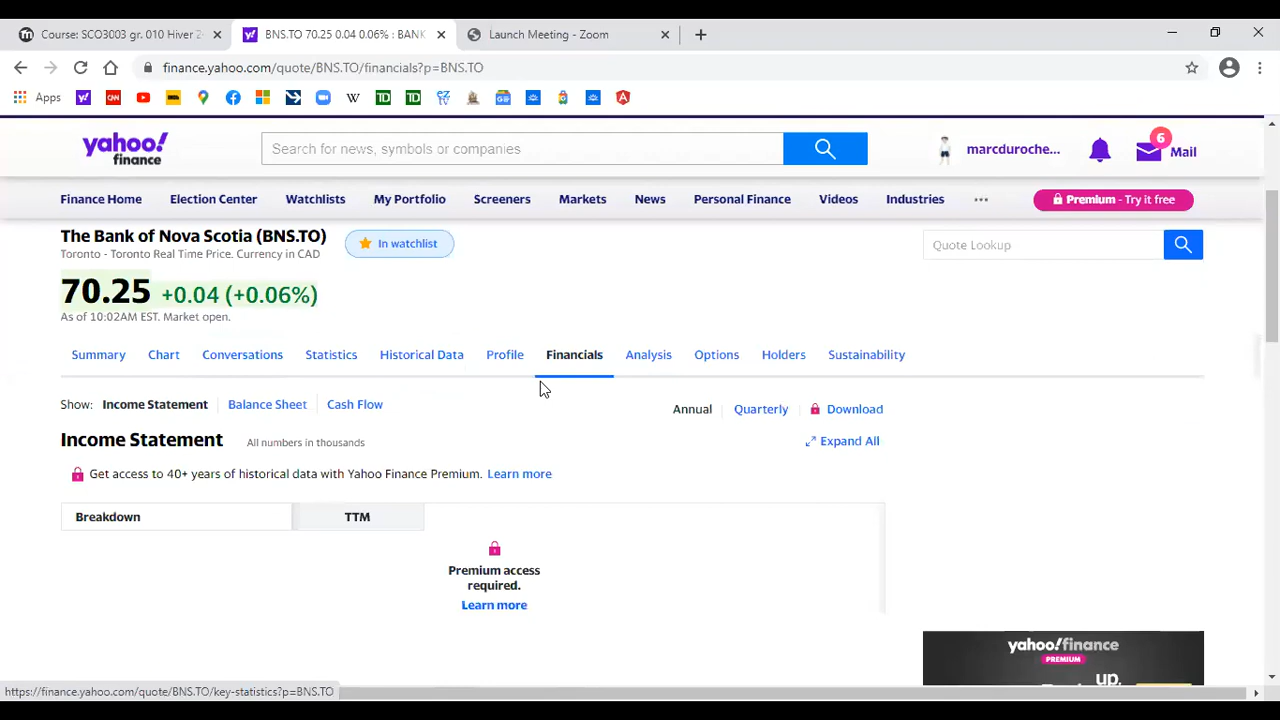 Course: SCO3003 gr. 010 Hiver 2
BNS.TO 70.25 0.04 0.06% : BANK
Launch Meeting - Zoom
finance.yahoo.com/quote/BNS.TO/financials?p=BNS.TO
Apps
yahoo!
finance
Search for news, symbols or companies
marcduroche...
6
Mail
Finance Home Election Center Watchlists My Portfolio Screeners Markets News Personal Finance Videos Industries ... Premium - Try it free
The Bank of Nova Scotia (BNS.TO)
In watchlist
Quote Lookup
Toronto - Toronto Real Time Price. Currency in CAD
70.25 +0.04 (+0.06%)
As of 10:02AM EST. Market open.
Summary Chart Conversations Statistics Historical Data Profile Financials Analysis Options Holders Sustainability
Show: Income Statement Balance Sheet Cash Flow
Annual Quarterly Download
Income Statement All numbers in thousands
Expand All
Get access to 40+ years of historical data with Yahoo Finance Premium. Learn more
Breakdown TTM
Premium access
required.
Learn more
yahoo!finance
PREMIUM
up,
https://finance.yahoo.com/quote/BNS.TO/key-statistics?p=BNS.TO